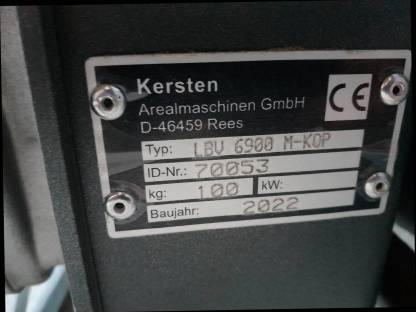 Kersten
Arealmaschinen GmbH
D-46459 Rees
CE
Typ: LBV 6900 M-KOP
ID-Nr.: 70053
kg: 100 kW:
Baujahr: 2022